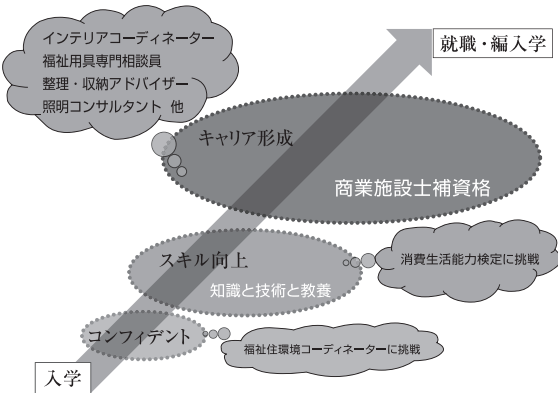 インテリアコーディネーター
福祉用具専門相談員
整理・収納アドバイザー
照明コンサルタント 他
就職・編入学
キャリア形成
商業施設士補資格
スキル向上
知識と技術と教養
消費生活能力検定に挑戦
コンフィデント
福祉住環境コーディネーターに挑戦
入学